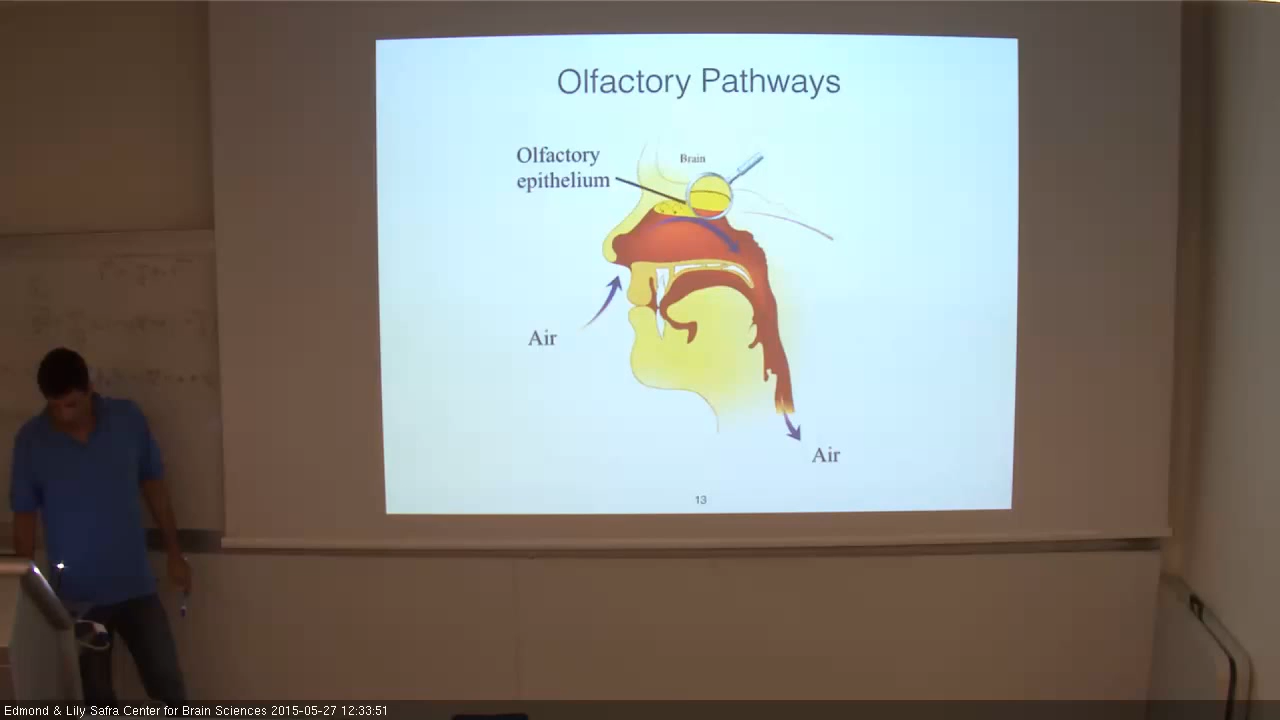 Olfactory Pathways
Olfactory
epithelium
Brain
Air
Air
13
Edmond & Lily Safra Center for Brain Sciences 2015-05-27 12:33:51